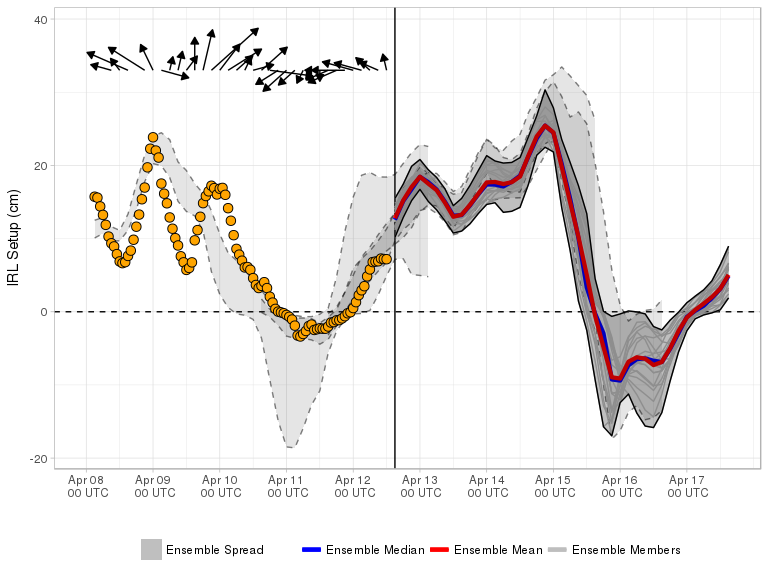 40
20
0
-20
IRL Setup (cm)
Apr 08 Apr 09 Apr 10 Apr 11 Apr 12 Apr 13 Apr 14 Apr 15 Apr 16 Apr 17
00 UTC 00 UTC 00 UTC 00 UTC 00 UTC 00 UTC 00 UTC 00 UTC 00 UTC 00 UTC
Ensemble Spread Ensemble Median Ensemble Mean Ensemble Members